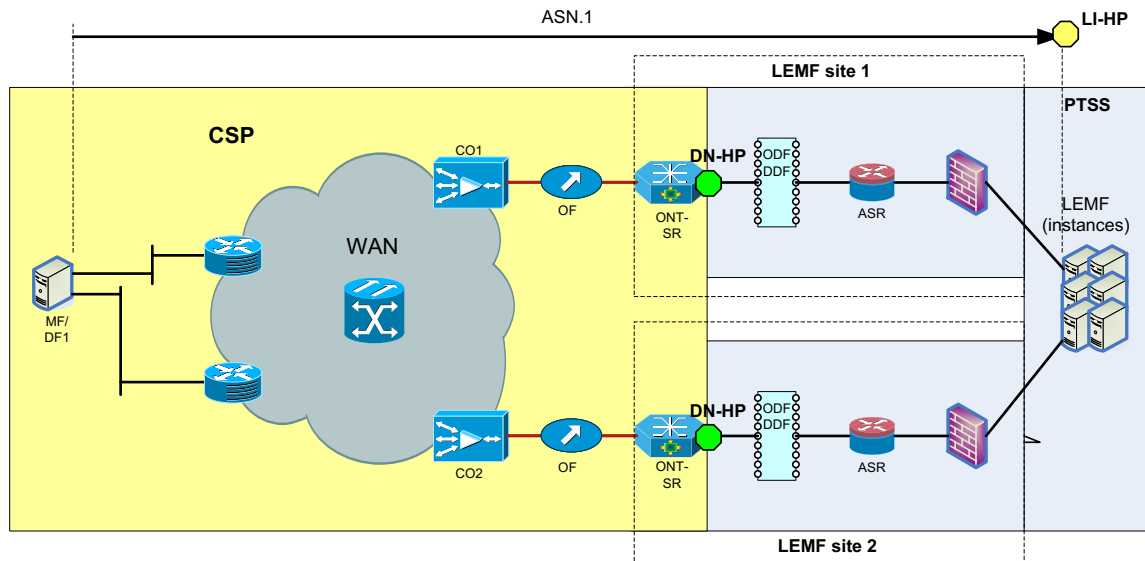 ASN.1
LI-HP
LEMF site 1
CSP
PTSS
CO1
OF
ONT-
SR
DN-HP
ODF
DDF
ASR
LEMF
(instances)
WAN
MF/
DF1
CO2
OF
ONT-
SR
DN-HP
ODF
DDF
ASR
LEMF site 2